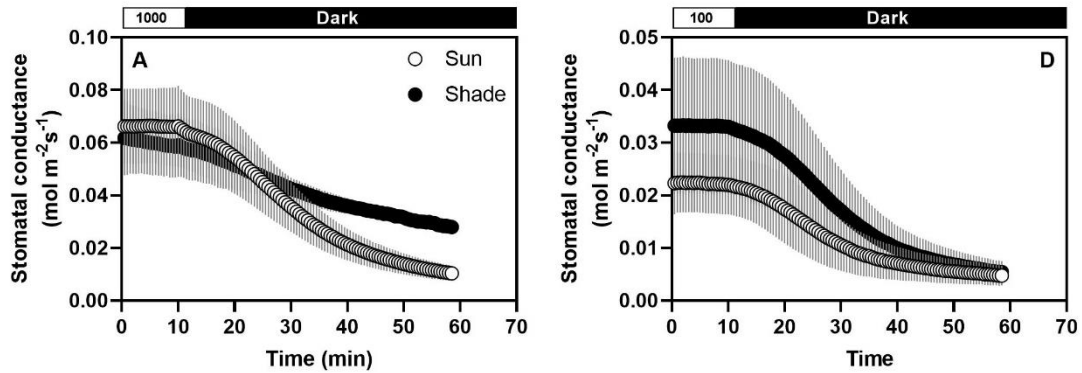 1000 Dark
A
Sun
Shade
Stomatal conductance
(mol m-2s-1)
0.10
0.08
0.06
0.04
0.02
0.00
0 10 20 30 40 50 60 70
Time (min)
100 Dark
D
Stomatal conductance
(mol m-2s-1)
0.05
0.04
0.03
0.02
0.01
0.00
0 10 20 30 40 50 60 70
Time